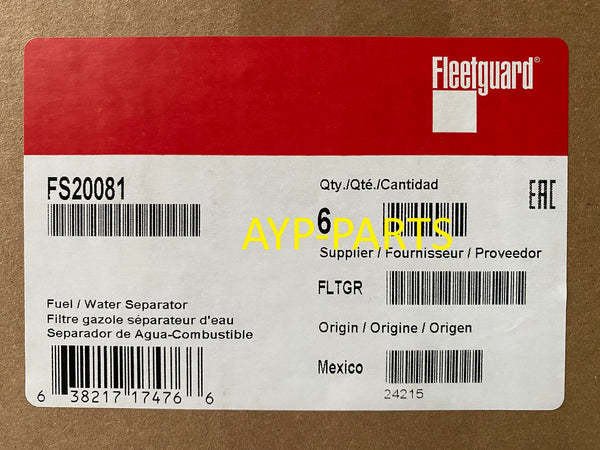 Fleetguard®
FS20081
Qty./Qté./Cantidad
6
EAC
AYP-PARTS
Supplier / Fournisseur / Proveedor
FLTGR
Fuel / Water Separator
Filtre gazole séparateur d'eau
Separador de Agua-Combustible
Origin / Origine / Origen
Mexico
24215
6 38217 17476 6